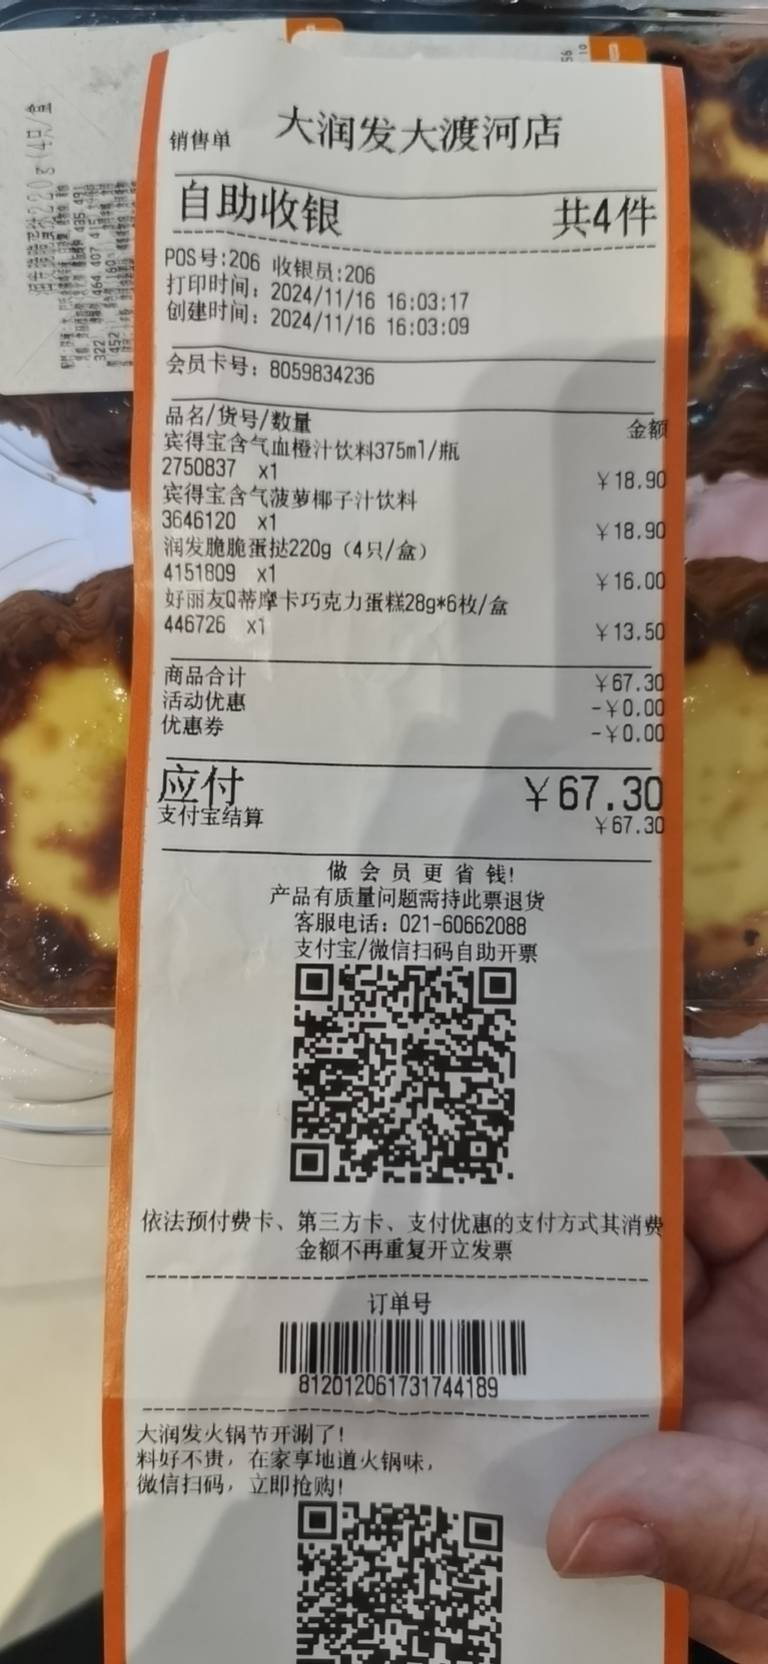 大润发大渡河店
销售单
自助收银 共4件
POS号:206 收银员:206
打印时间: 2024/11/16 16:03:17
创建时间: 2024/11/16 16:03:09
会员卡号: 8059834236
品名/货号/数量 金额
宾得宝含气血橙汁饮料375ml/瓶
2750837 x1 ￥18.90
宾得宝含气菠萝椰子汁饮料
3646120 x1 ￥18.90
润发脆脆蛋挞220g（4只/盒）
4151809 x1 ￥16.00
好丽友Q蒂摩卡巧克力蛋糕28g*6枚/盒
446726 x1 ￥13.50
商品合计 ￥67.30
活动优惠 -￥0.00
优惠券 -￥0.00
应付 ￥67.30
支付宝结算 ￥67.30
做会员更省钱!
产品有质量问题需持此票退货
客服电话: 021-60662088
支付宝/微信扫码自助开票
依法预付费卡、第三方卡、支付优惠的支付方式其消费
金额不再重复开立发票
订单号
812012061731744189
大润发火锅节开涮了!
料好不贵，在家享地道火锅味，
微信扫码，立即抢购!